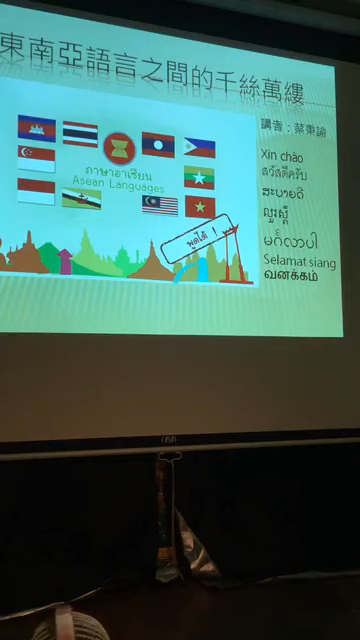 東南亞語言之間的千絲萬縷
講者：蔡秉諭
ภาษาอาเซียน
Asean Languages
พูดได้ !
Xin chào
สวัสดีครับ
ສະບາຍດີ
សួរស្ដី
မင်္ဂလာပါ
Selamat siang
வணக்கம்